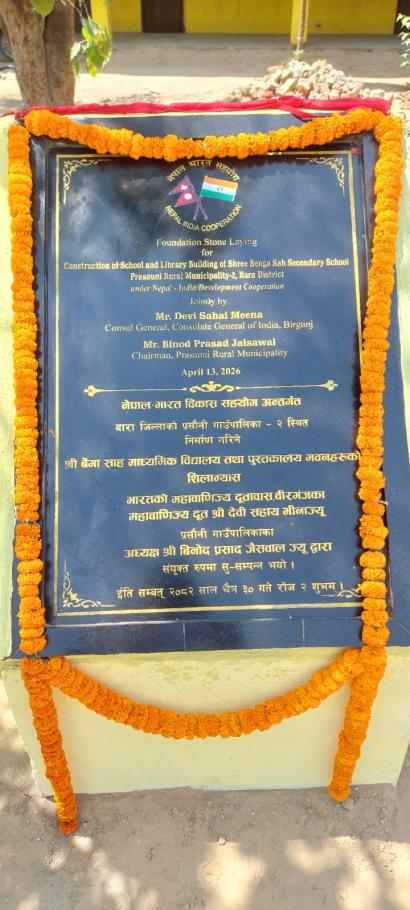 नेपाल भारत सहयोग
NEPAL INDIA COOPERATION
Foundation Stone Laying
for
Construction of School and Library Building of Shree Benga Sah Secondary School
Prasauni Rural Municipality-2, Bara District
under Nepal - India Development Cooperation
Jointly by
Mr. Devi Sahai Meena
Consul General, Consulate General of India, Birgunj
Mr. Binod Prasad Jaisawal
Chairman, Prasauni Rural Municipality
April 13, 2026
नेपाल-भारत विकास सहयोग अन्तर्गत
बारा जिल्लाको प्रसौनी गाउँपालिका - २ स्थित
निर्माण गरिने
श्री बेंगा साह माध्यमिक विद्यालय तथा पुस्तकालय भवनहरूको
शिलान्यास
भारतको महावाणिज्य दूतावास,वीरगंजका
महावाणिज्य दूत श्री देवी सहाय मीनाज्यू
प्रसौनी गाउँपालिकाका
अध्यक्ष श्री बिनोद प्रसाद जैसवाल ज्यू द्वारा
संयुक्त रुपमा सु-सम्पन्न भयो ।
ईति सम्बत् २०८२ साल चैत्र ३० गते रोज २ शुभम् ।